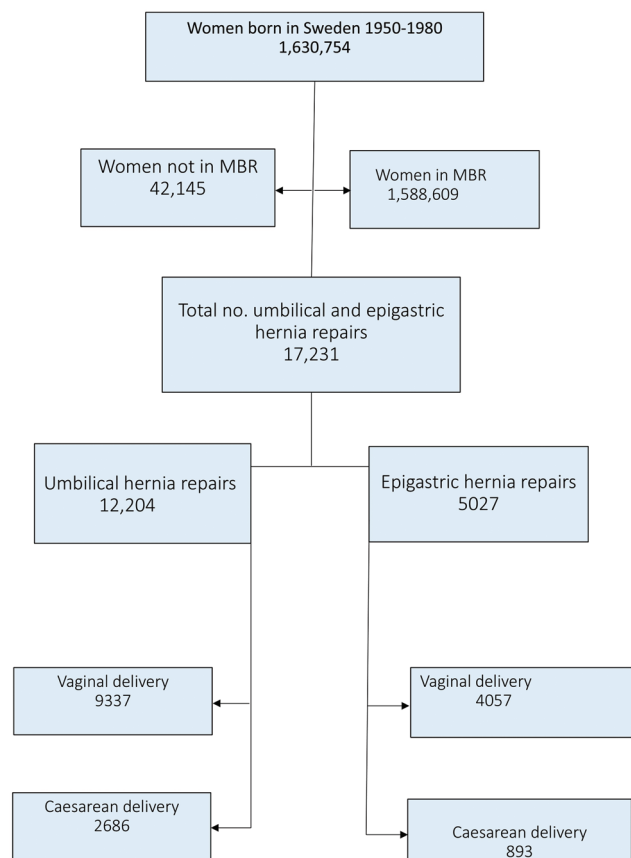 Women born in Sweden 1950-1980
1,630,754
Women not in MBR
42,145
Women in MBR
1,588,609
Total no. umbilical and epigastric
hernia repairs
17,231
Umbilical hernia repairs
12,204
Epigastric hernia repairs
5027
Vaginal delivery
9337
Vaginal delivery
4057
Caesarean delivery
2686
Caesarean delivery
893